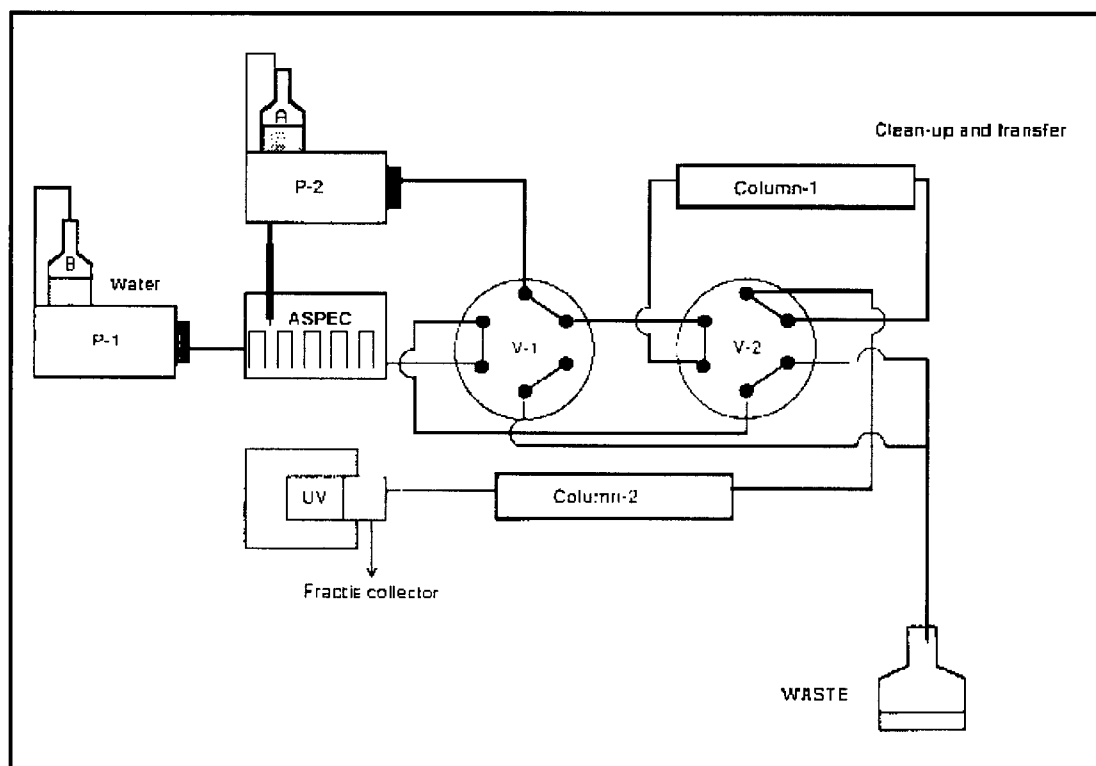 A
Clean-up and transfer
P-2
Column-1
B
Water
ASPEC
P-1
V-1
V-2
UV
Column-2
Fractie collector
WASTE